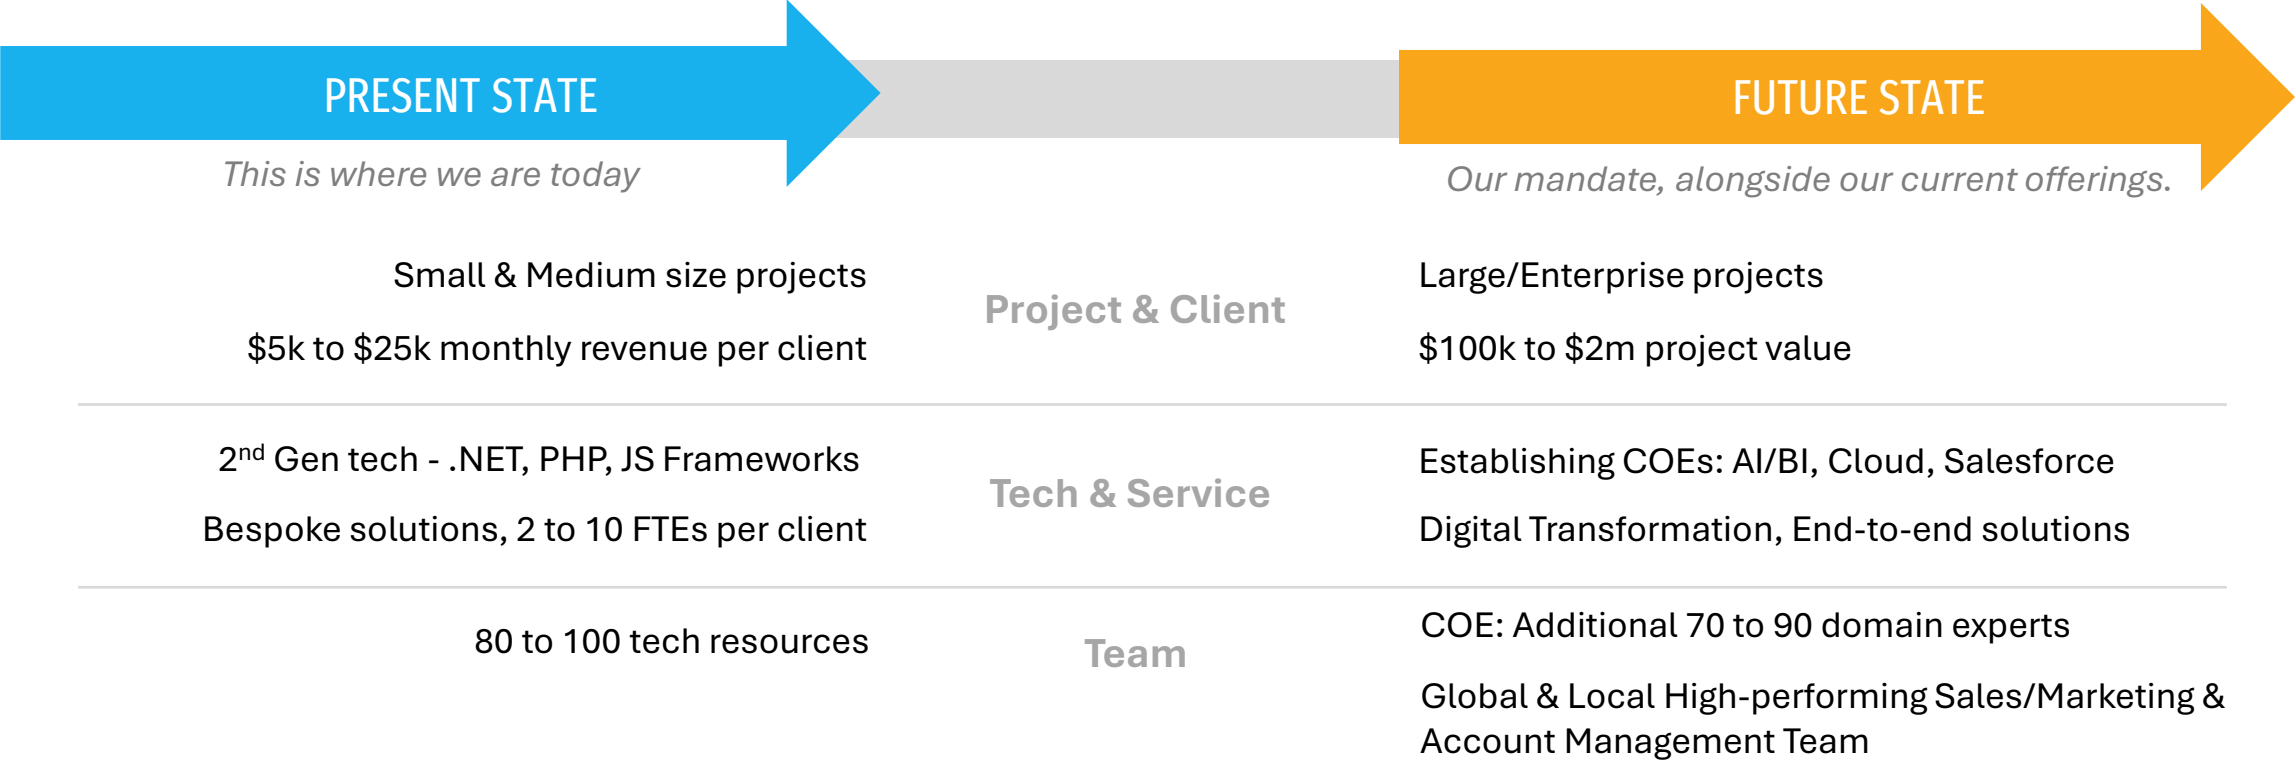 PRESENT STATE
FUTURE STATE
This is where we are today
Our mandate, alongside our current offerings.
Small & Medium size projects
$5k to $25k monthly revenue per client
Project & Client
Large/Enterprise projects
$100k to $2m project value
2nd Gen tech - .NET, PHP, JS Frameworks
Bespoke solutions, 2 to 10 FTEs per client
Tech & Service
Establishing COEs: AI/BI, Cloud, Salesforce
Digital Transformation, End-to-end solutions
80 to 100 tech resources
Team
COE: Additional 70 to 90 domain experts
Global & Local High-performing Sales/Marketing &
Account Management Team